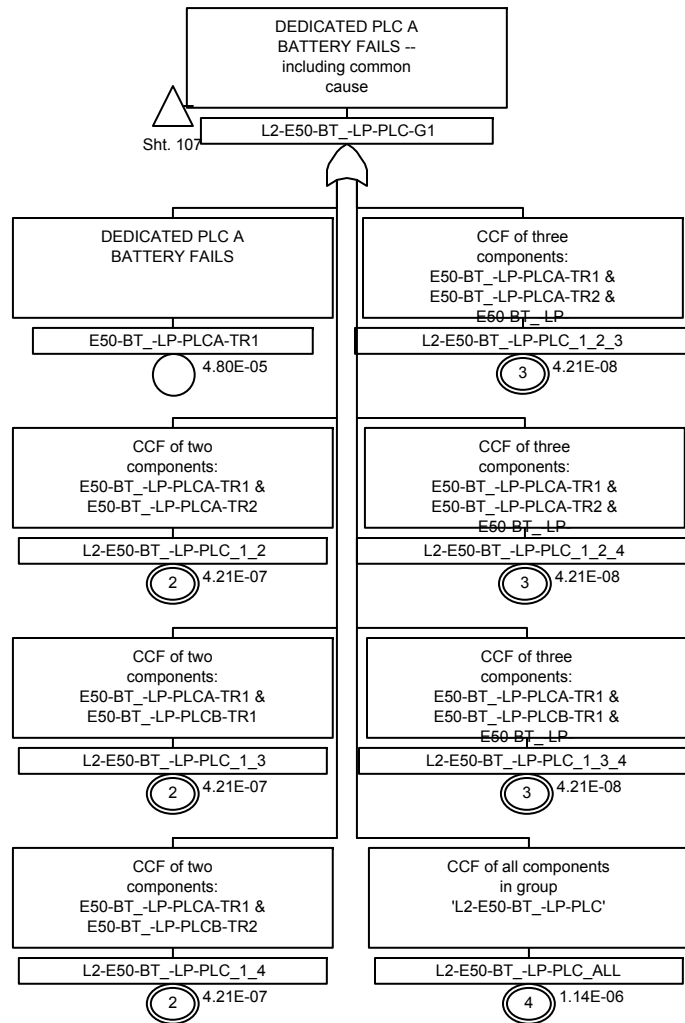 DEDICATED PLC A
BATTERY FAILS --
including common
cause
Sht. 107
L2-E50-BT_-LP-PLC-G1
DEDICATED PLC A
BATTERY FAILS
E50-BT_-LP-PLCA-TR1
4.80E-05
CCF of three
components:
E50-BT_-LP-PLCA-TR1 &
E50-BT_-LP-PLCA-TR2 &
E50-BT_-LP
L2-E50-BT_-LP-PLC_1_2_3
3
4.21E-08
CCF of two
components:
E50-BT_-LP-PLCA-TR1 &
E50-BT_-LP-PLCA-TR2
L2-E50-BT_-LP-PLC_1_2
2
4.21E-07
CCF of three
components:
E50-BT_-LP-PLCA-TR1 &
E50-BT_-LP-PLCA-TR2 &
E50-BT_-LP
L2-E50-BT_-LP-PLC_1_2_4
3
4.21E-08
CCF of two
components:
E50-BT_-LP-PLCA-TR1 &
E50-BT_-LP-PLCB-TR1
L2-E50-BT_-LP-PLC_1_3
2
4.21E-07
CCF of three
components:
E50-BT_-LP-PLCA-TR1 &
E50-BT_-LP-PLCB-TR1 &
E50-BT_-LP
L2-E50-BT_-LP-PLC_1_3_4
3
4.21E-08
CCF of two
components:
E50-BT_-LP-PLCA-TR1 &
E50-BT_-LP-PLCB-TR2
L2-E50-BT_-LP-PLC_1_4
2
4.21E-07
CCF of all components
in group
'L2-E50-BT_-LP-PLC'
L2-E50-BT_-LP-PLC_ALL
4
1.14E-06